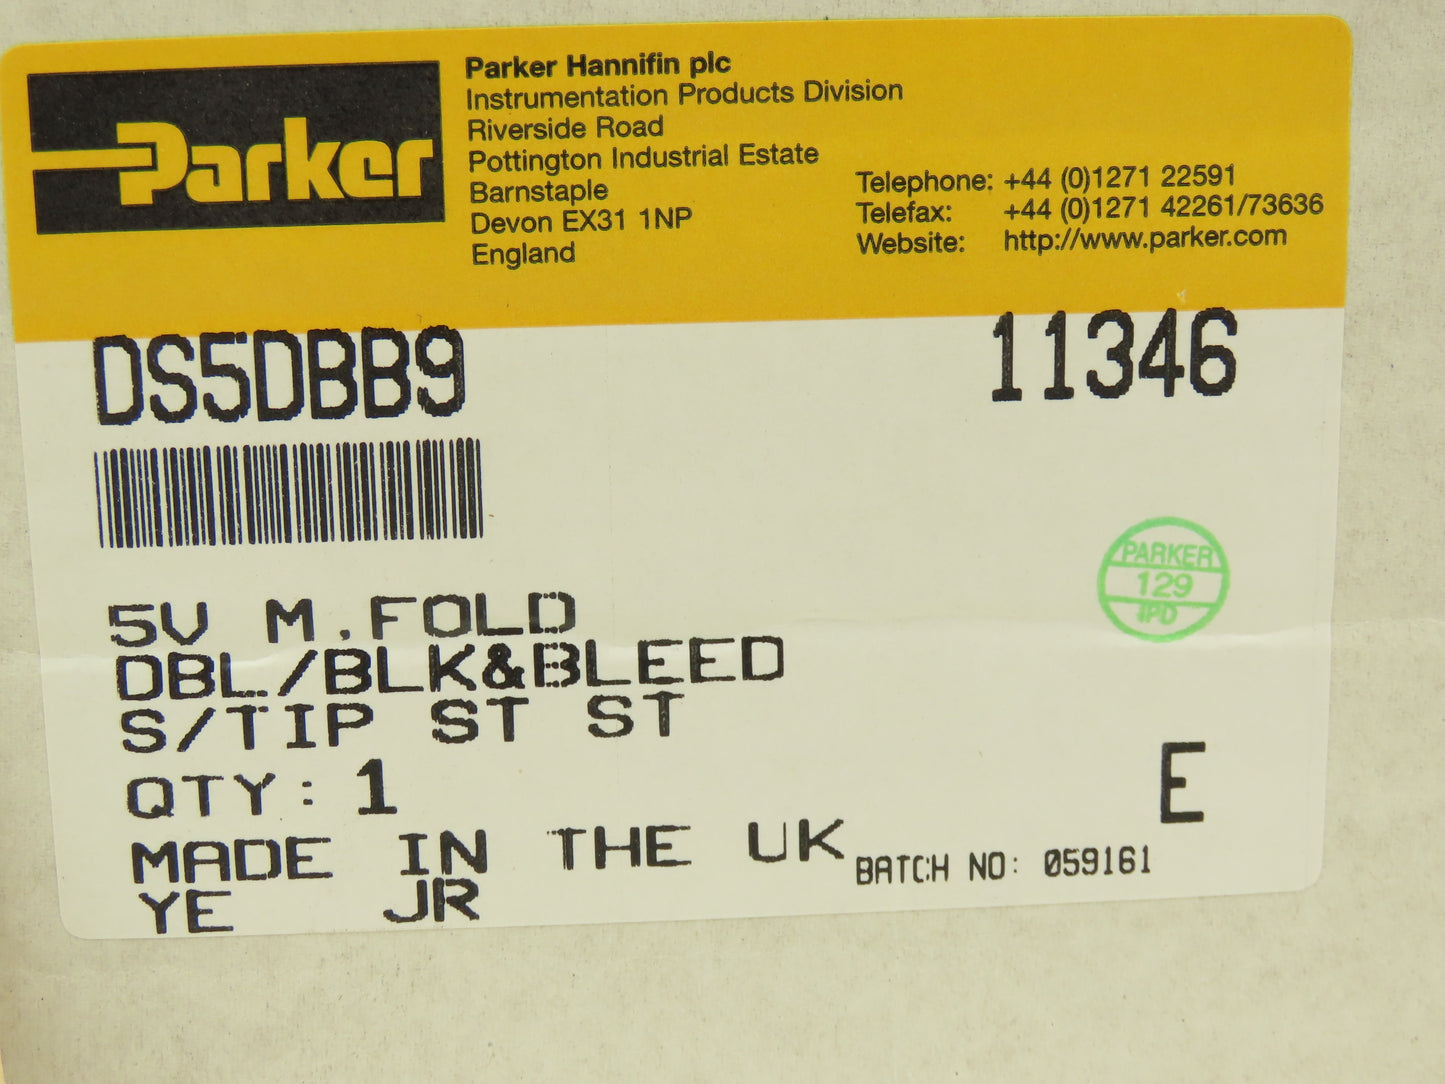 Parker
Parker Hannifin plc
Instrumentation Products Division
Riverside Road
Pottington Industrial Estate
Barnstaple
Devon EX31 1NP
England
Telephone: +44 (0)1271 22591
Telefax: +44 (0)1271 42261/73636
Website: http://www.parker.com
DS5DBB9 11346
PARKER
129
IPD
5V M.FOLD
DBL/BLK&BLEED
S/TIP ST ST
QTY: 1
E
MADE IN THE UK
BATCH NO: 059161
YE JR